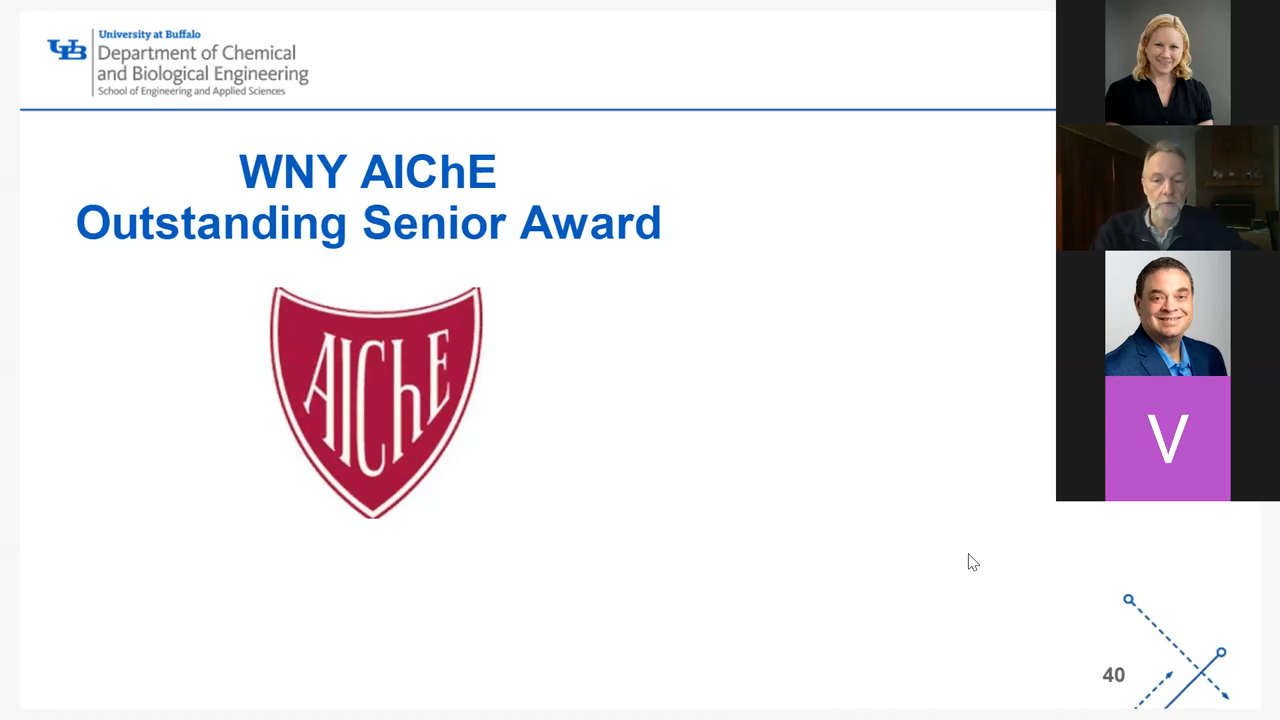 University at Buffalo
UB
Department of Chemical
and Biological Engineering
School of Engineering and Applied Sciences
WNY AIChE
Outstanding Senior Award
AIChE
V
40